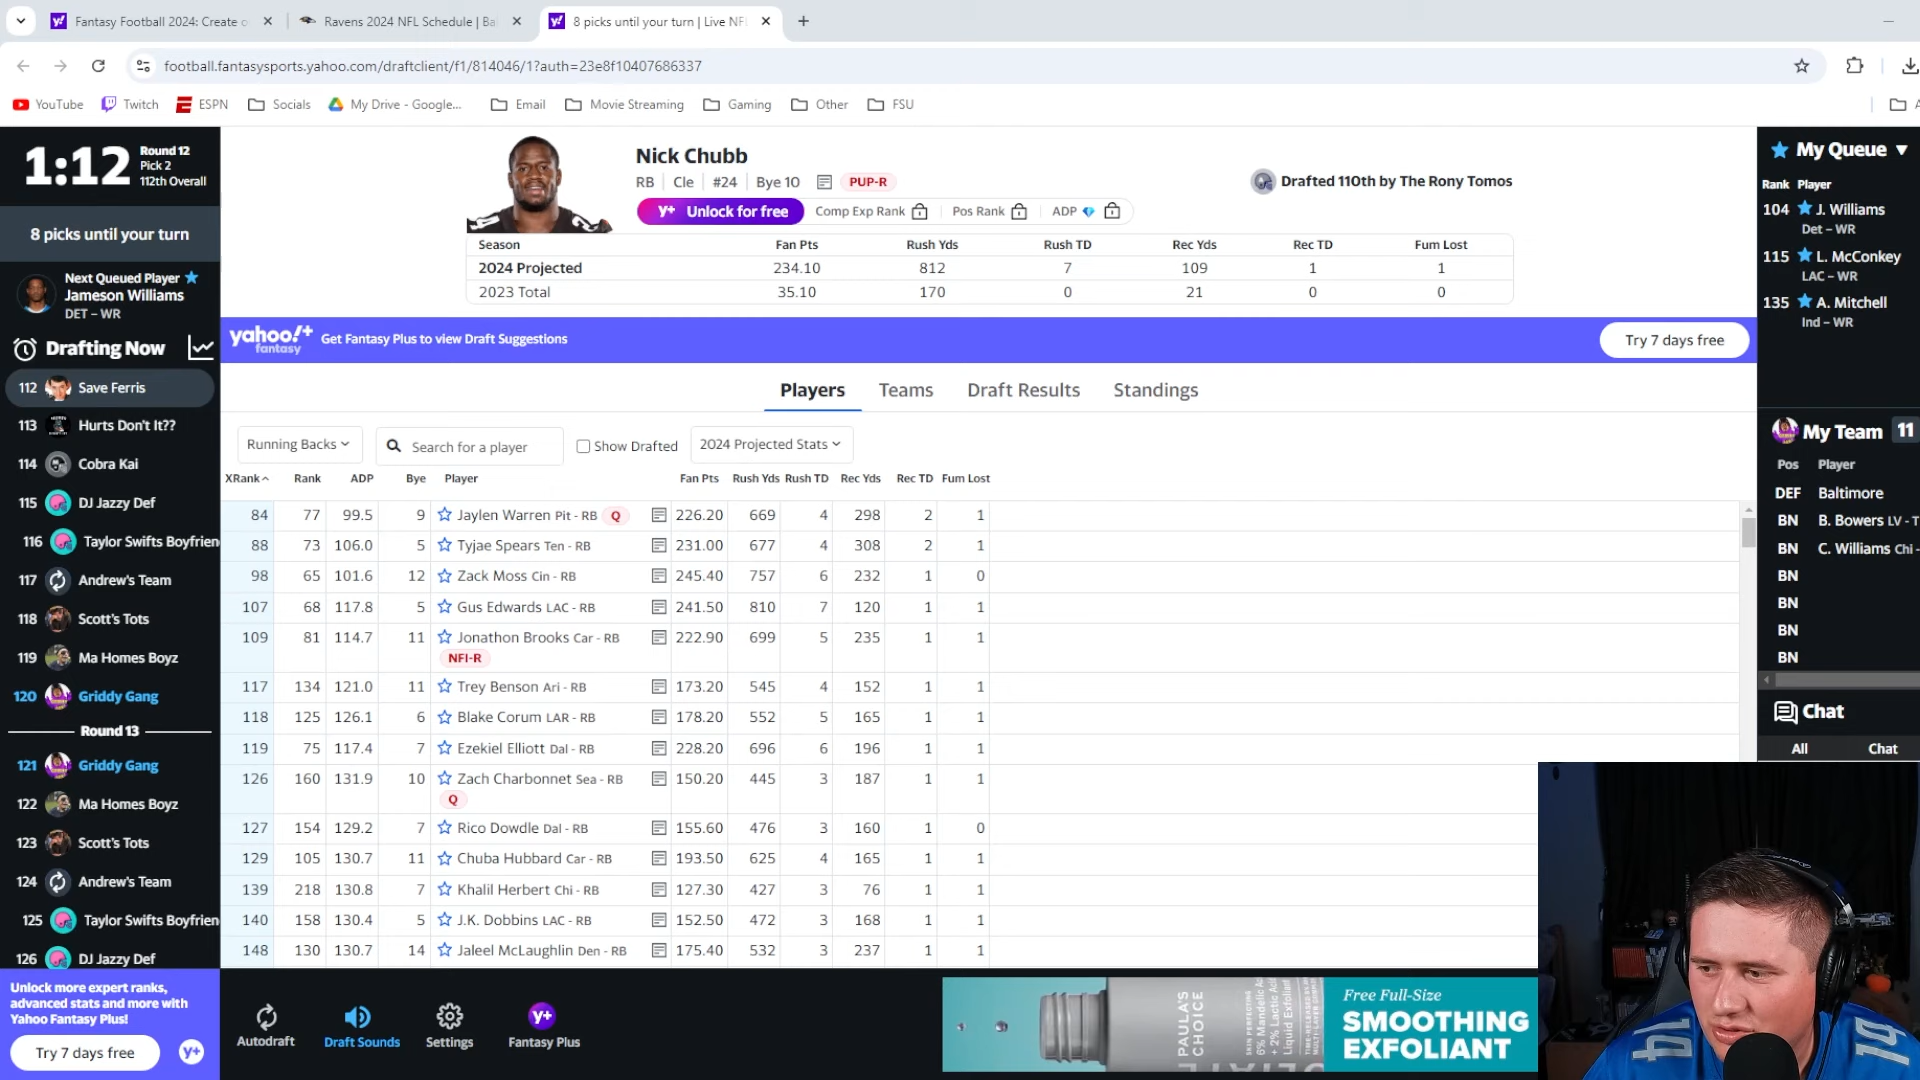 Fantasy Football 2024: Create o
Ravens 2024 NFL Schedule | Ba
8 picks until your turn | Live NF
football.fantasysports.yahoo.com/draftclient/f1/814046/1?auth=23e8f10407686337
YouTube Twitch ESPN Socials My Drive - Google... Email Movie Streaming Gaming Other FSU
1:12
Round 12
Pick 2
112th Overall
8 picks until your turn
Next Queued Player
Jameson Williams
DET – WR
Drafting Now
112 Save Ferris
113 Hurts Don't It??
114 Cobra Kai
115 DJ Jazzy Def
116 Taylor Swifts Boyfrien
117 Andrew's Team
118 Scott's Tots
119 Ma Homes Boyz
120 Griddy Gang
Round 13
121 Griddy Gang
122 Ma Homes Boyz
123 Scott's Tots
124 Andrew's Team
125 Taylor Swifts Boyfrien
126 DJ Jazzy Def
Unlock more expert ranks,
advanced stats and more with
Yahoo Fantasy Plus!
Try 7 days free y+
Nick Chubb
RB Cle #24 Bye 10 PUP-R
y+ Unlock for free Comp Exp Rank Pos Rank ADP
Drafted 110th by The Rony Tomos
Season Fan Pts Rush Yds Rush TD Rec Yds Rec TD Fum Lost
2024 Projected 234.10 812 7 109 1 1
2023 Total 35.10 170 0 21 0 0
yahoo!+
fantasy
Get Fantasy Plus to view Draft Suggestions
Try 7 days free
Players Teams Draft Results Standings
Running Backs Search for a player Show Drafted 2024 Projected Stats
XRank Rank ADP Bye Player Fan Pts Rush Yds Rush TD Rec Yds Rec TD Fum Lost
84 77 99.5 9 Jaylen Warren Pit - RB Q 226.20 669 4 298 2 1
88 73 106.0 5 Tyjae Spears Ten - RB 231.00 677 4 308 2 1
98 65 101.6 12 Zack Moss Cin - RB 245.40 757 6 232 1 0
107 68 117.8 5 Gus Edwards LAC - RB 241.50 810 7 120 1 1
109 81 114.7 11 Jonathon Brooks Car - RB 222.90 699 5 235 1 1
NFI-R
117 134 121.0 11 Trey Benson Ari - RB 173.20 545 4 152 1 1
118 125 126.1 6 Blake Corum LAR - RB 178.20 552 5 165 1 1
119 75 117.4 7 Ezekiel Elliott Dal - RB 228.20 696 6 196 1 1
126 160 131.9 10 Zach Charbonnet Sea - RB 150.20 445 3 187 1 1
Q
127 154 129.2 7 Rico Dowdle Dal - RB 155.60 476 3 160 1 0
129 105 130.7 11 Chuba Hubbard Car - RB 193.50 625 4 165 1 1
139 218 130.8 7 Khalil Herbert Chi - RB 127.30 427 3 76 1 1
140 158 130.4 5 J.K. Dobbins LAC - RB 152.50 472 3 168 1 1
148 130 130.7 14 Jaleel McLaughlin Den - RB 175.40 532 3 237 1 1
Autodraft Draft Sounds Settings Fantasy Plus
PAULA'S
CHOICE
Free Full-Size
SMOOTHING
EXFOLIANT
My Queue
Rank Player
104 J. Williams
Det – WR
115 L. McConkey
LAC – WR
135 A. Mitchell
Ind – WR
My Team 11
Pos Player
DEF Baltimore
BN B. Bowers LV - T
BN C. Williams Chi -
BN
BN
BN
BN
Chat
All Chat
14 14